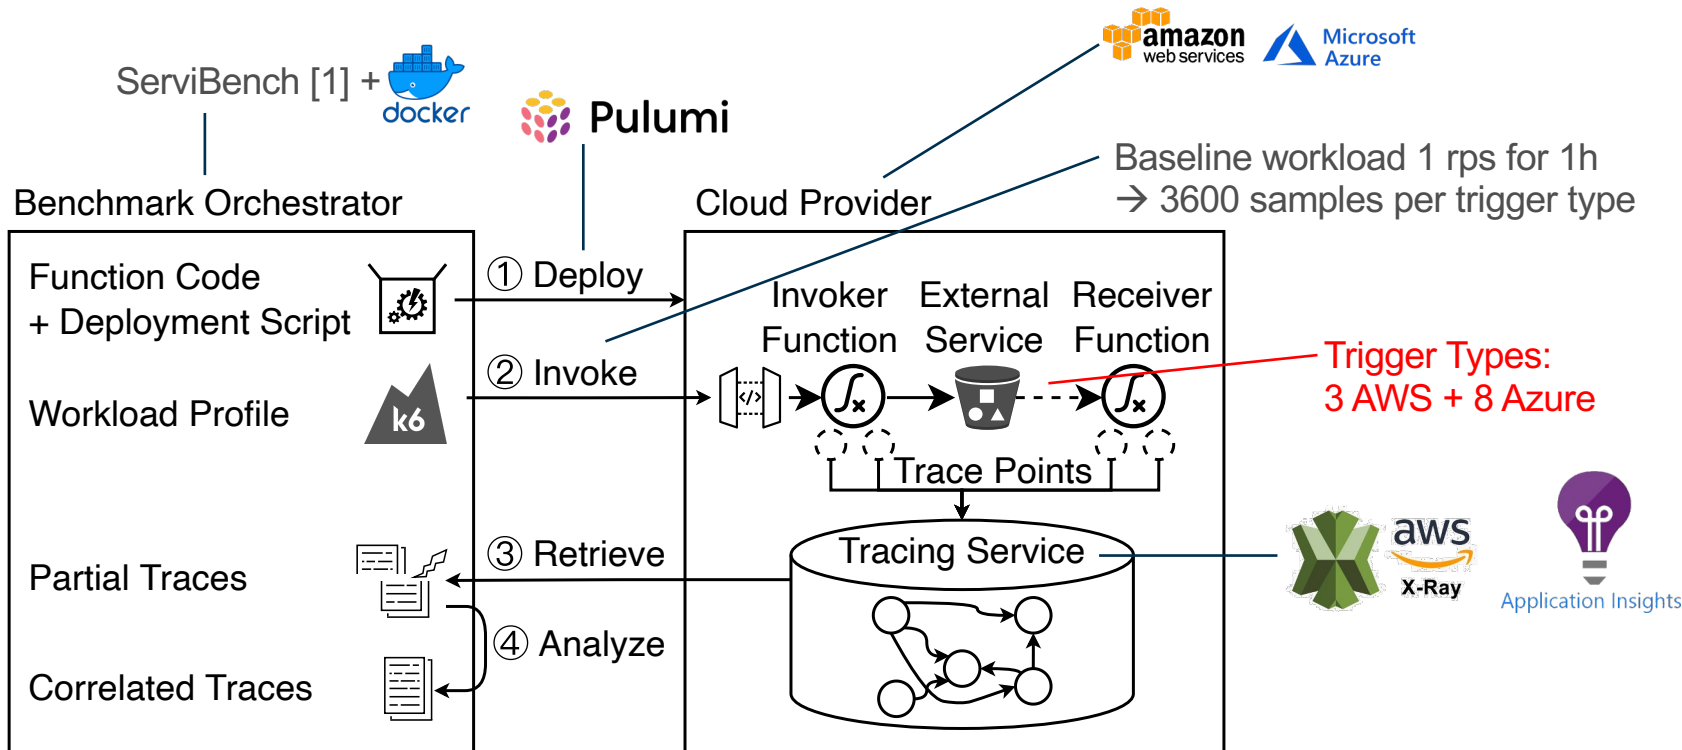 ServiBench [1] +
docker
Pulumi
amazon
web services
Microsoft
Azure
Baseline workload 1 rps for 1h
→ 3600 samples per trigger type
Benchmark Orchestrator
Cloud Provider
Function Code
+ Deployment Script
① Deploy
Invoker
Function
External
Service
Receiver
Function
Trigger Types:
3 AWS + 8 Azure
Workload Profile
k6
② Invoke
</>
∫x
∫x
Trace Points
Partial Traces
③ Retrieve
Tracing Service
aws
X-Ray
Application Insights
④ Analyze
Correlated Traces